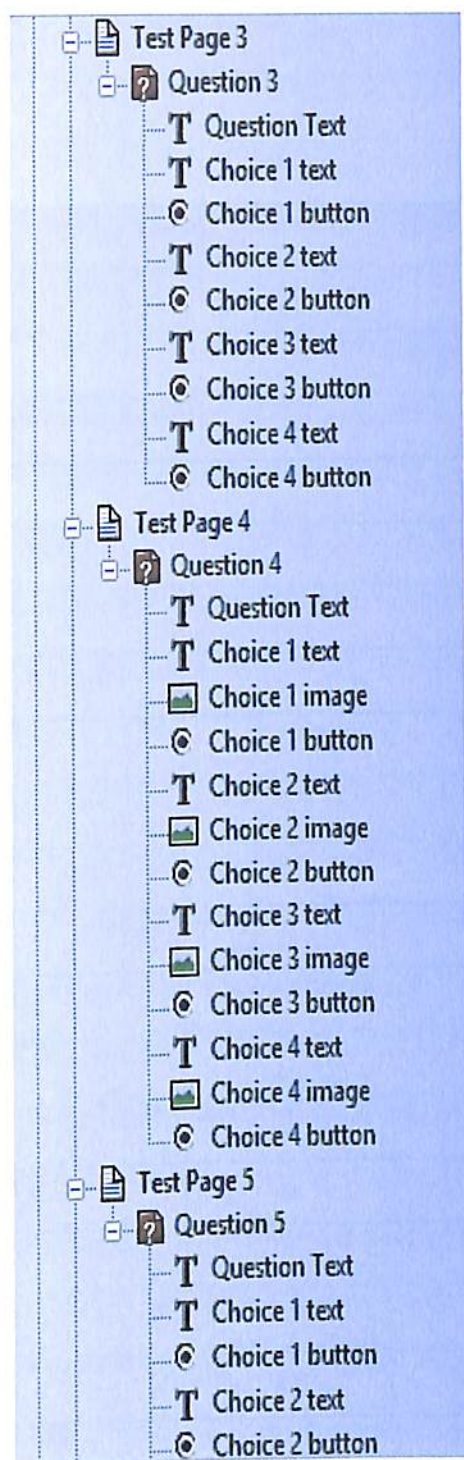 Test Page 3
Question 3
Question Text
Choice 1 text
Choice 1 button
Choice 2 text
Choice 2 button
Choice 3 text
Choice 3 button
Choice 4 text
Choice 4 button
Test Page 4
Question 4
Question Text
Choice 1 text
Choice 1 image
Choice 1 button
Choice 2 text
Choice 2 image
Choice 2 button
Choice 3 text
Choice 3 image
Choice 3 button
Choice 4 text
Choice 4 image
Choice 4 button
Test Page 5
Question 5
Question Text
Choice 1 text
Choice 1 button
Choice 2 text
Choice 2 button